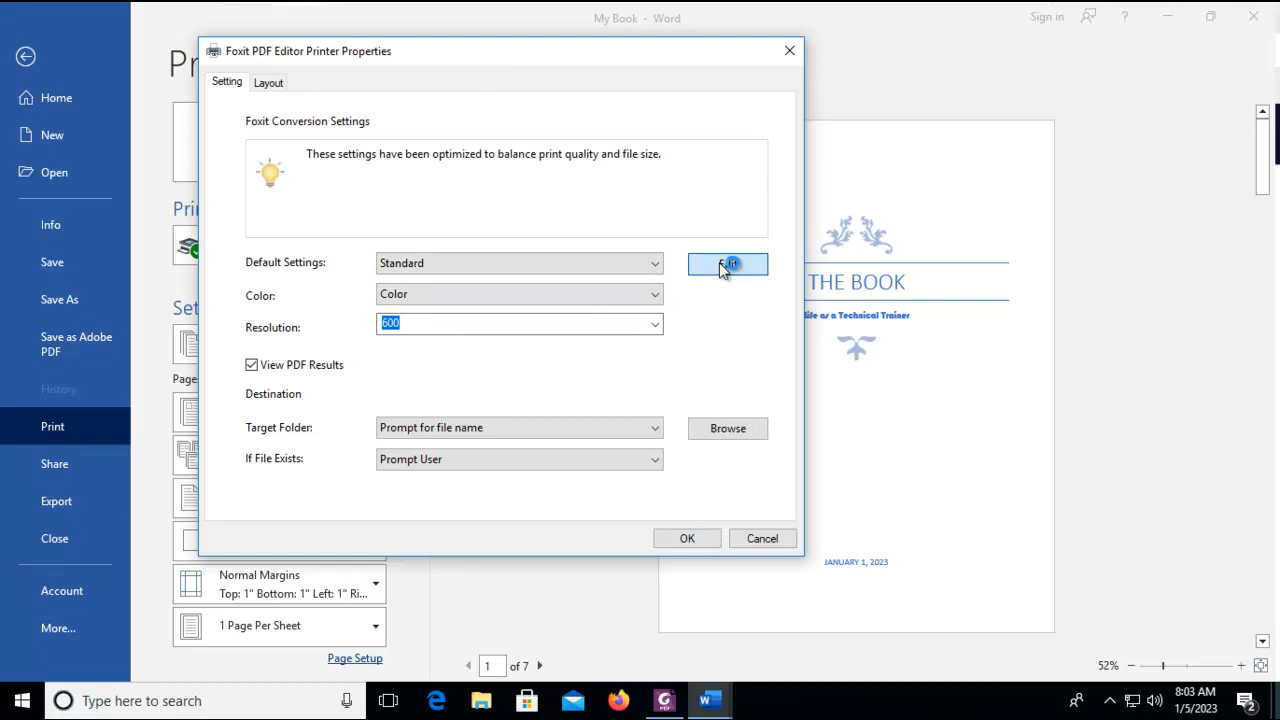 My Book - Word
Sign in
?
Foxit PDF Editor Printer Properties
Setting
Layout
Home
New
Open
Info
Save
Save As
Save as Adobe
PDF
History
Print
Share
Export
Close
Account
More...
Foxit Conversion Settings
These settings have been optimized to balance print quality and file size.
Default Settings:
Standard
Color:
Color
Resolution:
600
View PDF Results
Destination
Target Folder:
Prompt for file name
Browse
If File Exists:
Prompt User
OK
Cancel
Normal Margins
Top: 1" Bottom: 1" Left: 1" Ri...
1 Page Per Sheet
Page Setup
THE BOOK
life as a Technical Trainer
JANUARY 1, 2023
1
of 7
52%
Type here to search
PDF
8:03 AM
1/5/2023
2